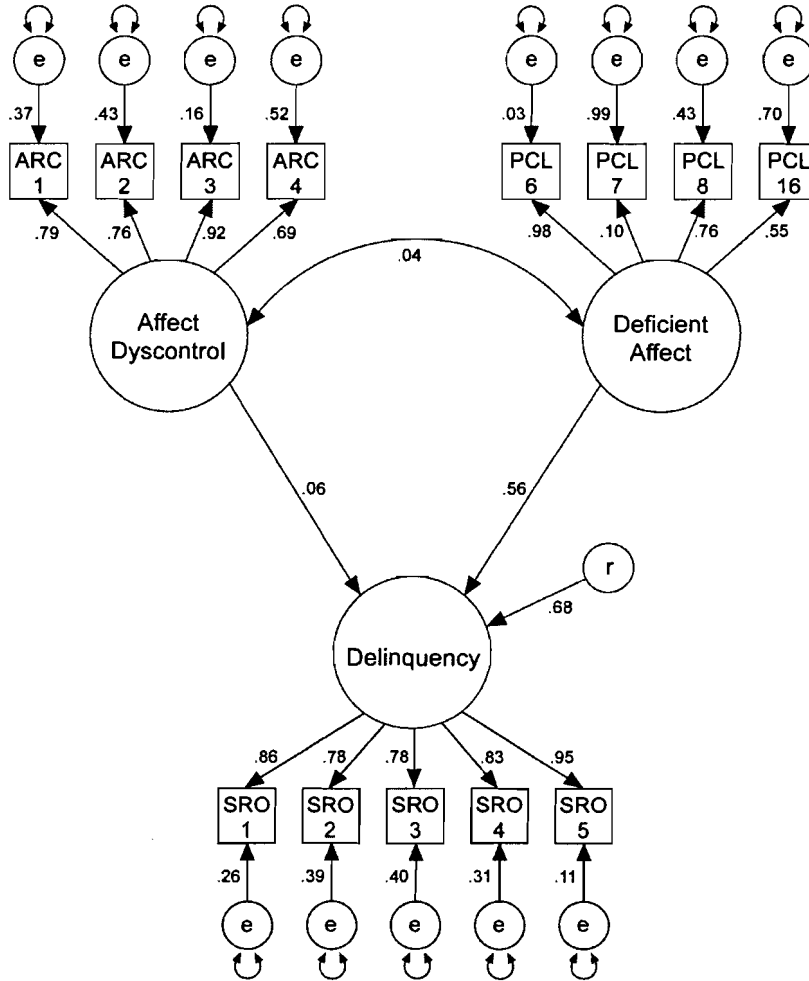 e e e e e e e e
.37 .43 .16 .52 .03 .99 .43 .70
ARC ARC ARC ARC PCL PCL PCL PCL
1 2 3 4 6 7 8 16
.79 .76 .92 .69 .98 .10 .76 .55
.04
Affect
Dyscontrol
Deficient
Affect
.06 .56
r
.68
Delinquency
.86 .78 .78 .83 .95
SRO SRO SRO SRO SRO
1 2 3 4 5
.26 .39 .40 .31 .11
e e e e e